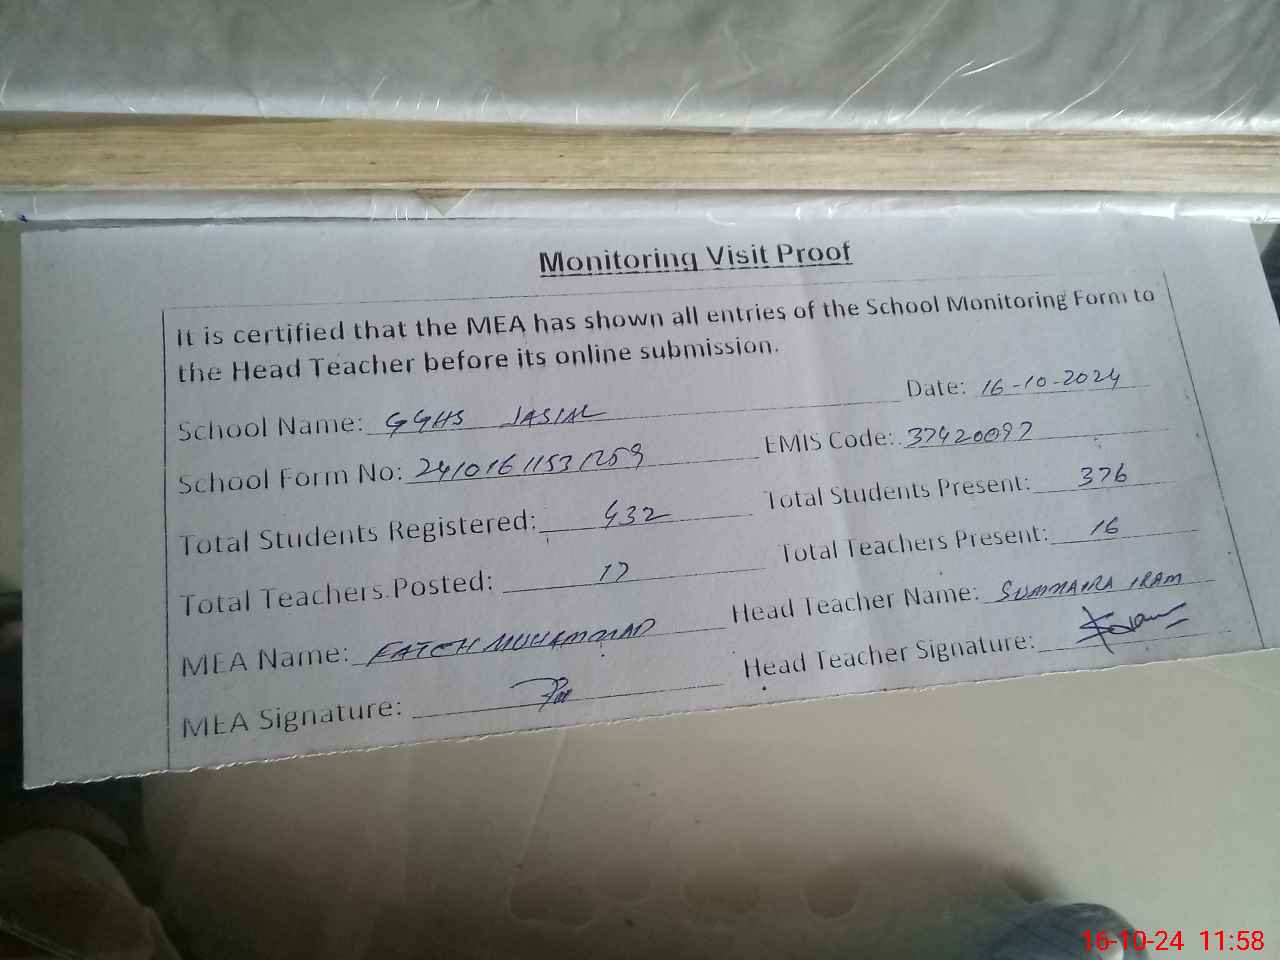 Monitoring Visit Proof
It is certified that the MEA has shown all entries of the School Monitoring Form to
the Head Teacher before its online submission.
School Name: GGHS JASIAL Date: 16-10-2024
School Form No: 24101611531259 EMIS Code: 37420097
Total Students Registered: 432 Total Students Present: 376
Total Teachers Posted: 17 Total Teachers Present: 16
MEA Name: FATEH MUHAMMAD Head Teacher Name: SUMMAIRA IRAM
MEA Signature: Head Teacher Signature:
16-10-24 11:58